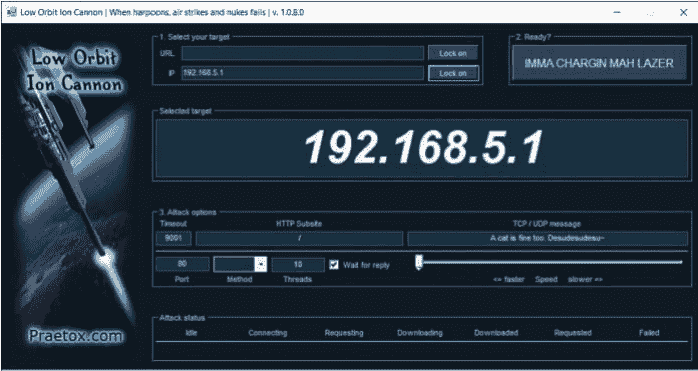 Low Orbit Ion Cannon | When harpoons, air strikes and nukes fails | v. 1.0.8.0
Low Orbit
Ion Cannon
1. Select your target
URL
Lock on
IP
192.168.5.1
Lock on
2. Ready?
IMMA CHARGIN MAH LAZER
Selected target
192.168.5.1
3. Attack options
Timeout
HTTP Subsite
TCP / UDP message
9001
/
A cat is fine too. Desudesudesu~
80
10
Wait for reply
Port
Method
Threads
<= faster Speed slower =>
Attack status
Idle
Connecting
Requesting
Downloading
Downloaded
Requested
Failed
Praetox.com